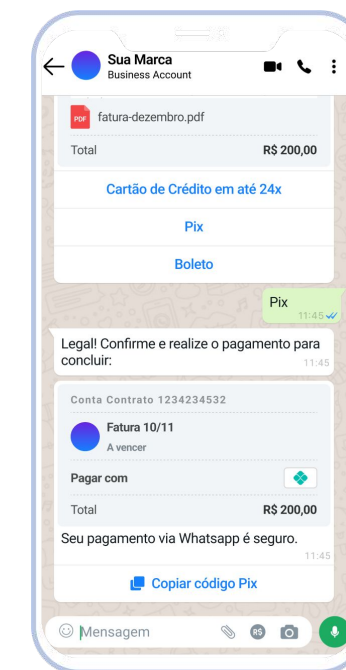 Sua Marca
Business Account
PDF fatura-dezembro.pdf
Total R$ 200,00
Cartão de Crédito em até 24x
Pix
Boleto
Pix
11:45
Legal! Confirme e realize o pagamento para
concluir:
11:45
Conta Contrato 1234234532
Fatura 10/11
A vencer
Pagar com
Total R$ 200,00
Seu pagamento via Whatsapp é seguro.
11:45
Copiar código Pix
Mensagem R$